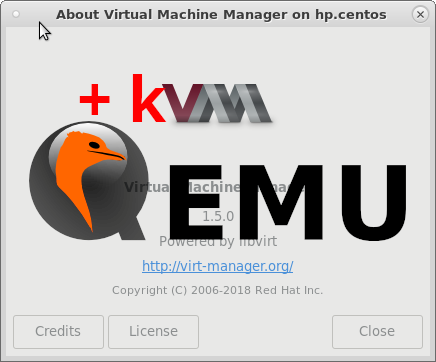 About Virtual Machine Manager on hp.centos
+ kvm
QEMU
Virtual Machine Manager
1.5.0
Powered by libvirt
http://virt-manager.org/
Copyright (C) 2006-2018 Red Hat Inc.
Credits
License
Close